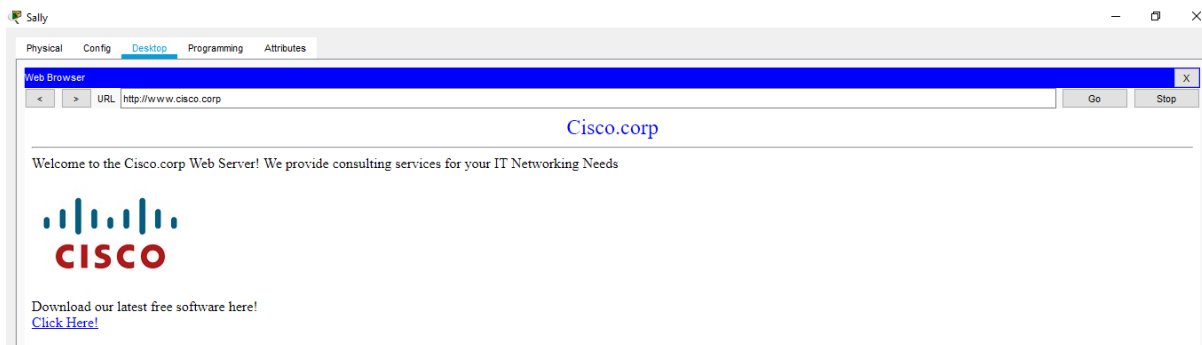 Sally
Physical Config Desktop Programming Attributes
Web Browser X
< > URL http://www.cisco.corp Go Stop
Cisco.corp
Welcome to the Cisco.corp Web Server! We provide consulting services for your IT Networking Needs
CISCO
Download our latest free software here!
Click Here!